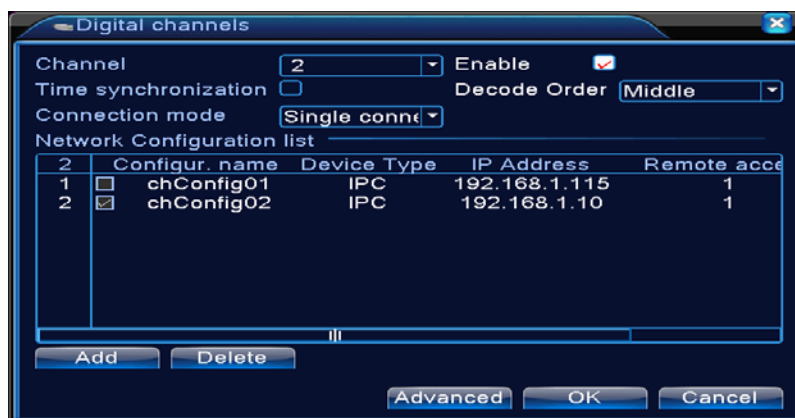 Digital channels
Channel 2 Enable
Time synchronization Decode Order Middle
Connection mode Single conne
Network Configuration list
2 Configur. name Device Type IP Address Remote acce
1 chConfig01 IPC 192.168.1.115 1
2 chConfig02 IPC 192.168.1.10 1
Add Delete
Advanced OK Cancel